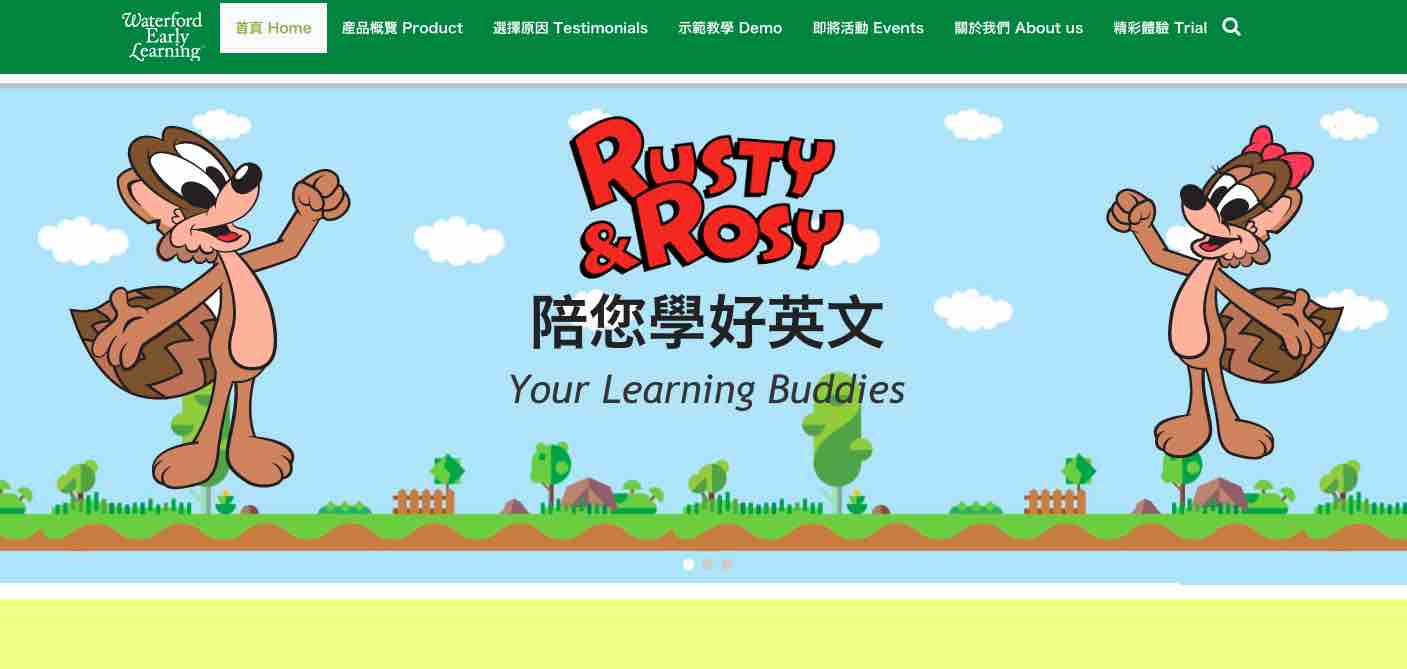 Waterford
Early
Learning
首頁 Home
產品概覽 Product
選擇原因 Testimonials
示範教學 Demo
即將活動 Events
關於我們 About us
精彩體驗 Trial
RUSTY
& ROSY
陪您學好英文
Your Learning Buddies